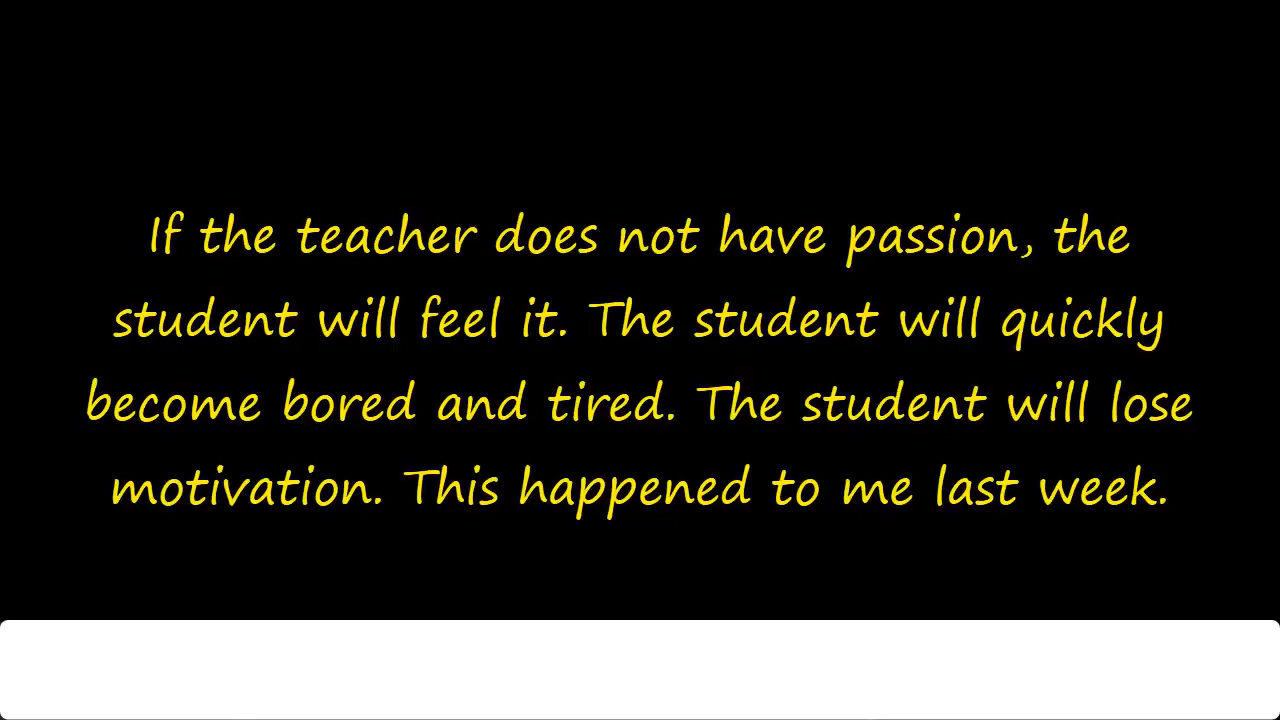 If the teacher does not have passion, the
student will feel it. The student will quickly
become bored and tired. The student will lose
motivation. This happened to me last week.